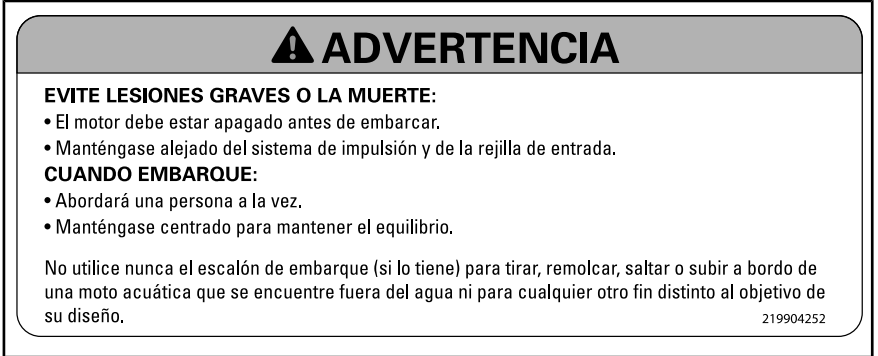 ADVERTENCIA
EVITE LESIONES GRAVES O LA MUERTE:
• El motor debe estar apagado antes de embarcar.
• Manténgase alejado del sistema de impulsión y de la rejilla de entrada.
CUANDO EMBARQUE:
• Abordará una persona a la vez.
• Manténgase centrado para mantener el equilibrio.
No utilice nunca el escalón de embarque (si lo tiene) para tirar, remolcar, saltar o subir a bordo de
una moto acuática que se encuentre fuera del agua ni para cualquier otro fin distinto al objetivo de
su diseño.
219904252